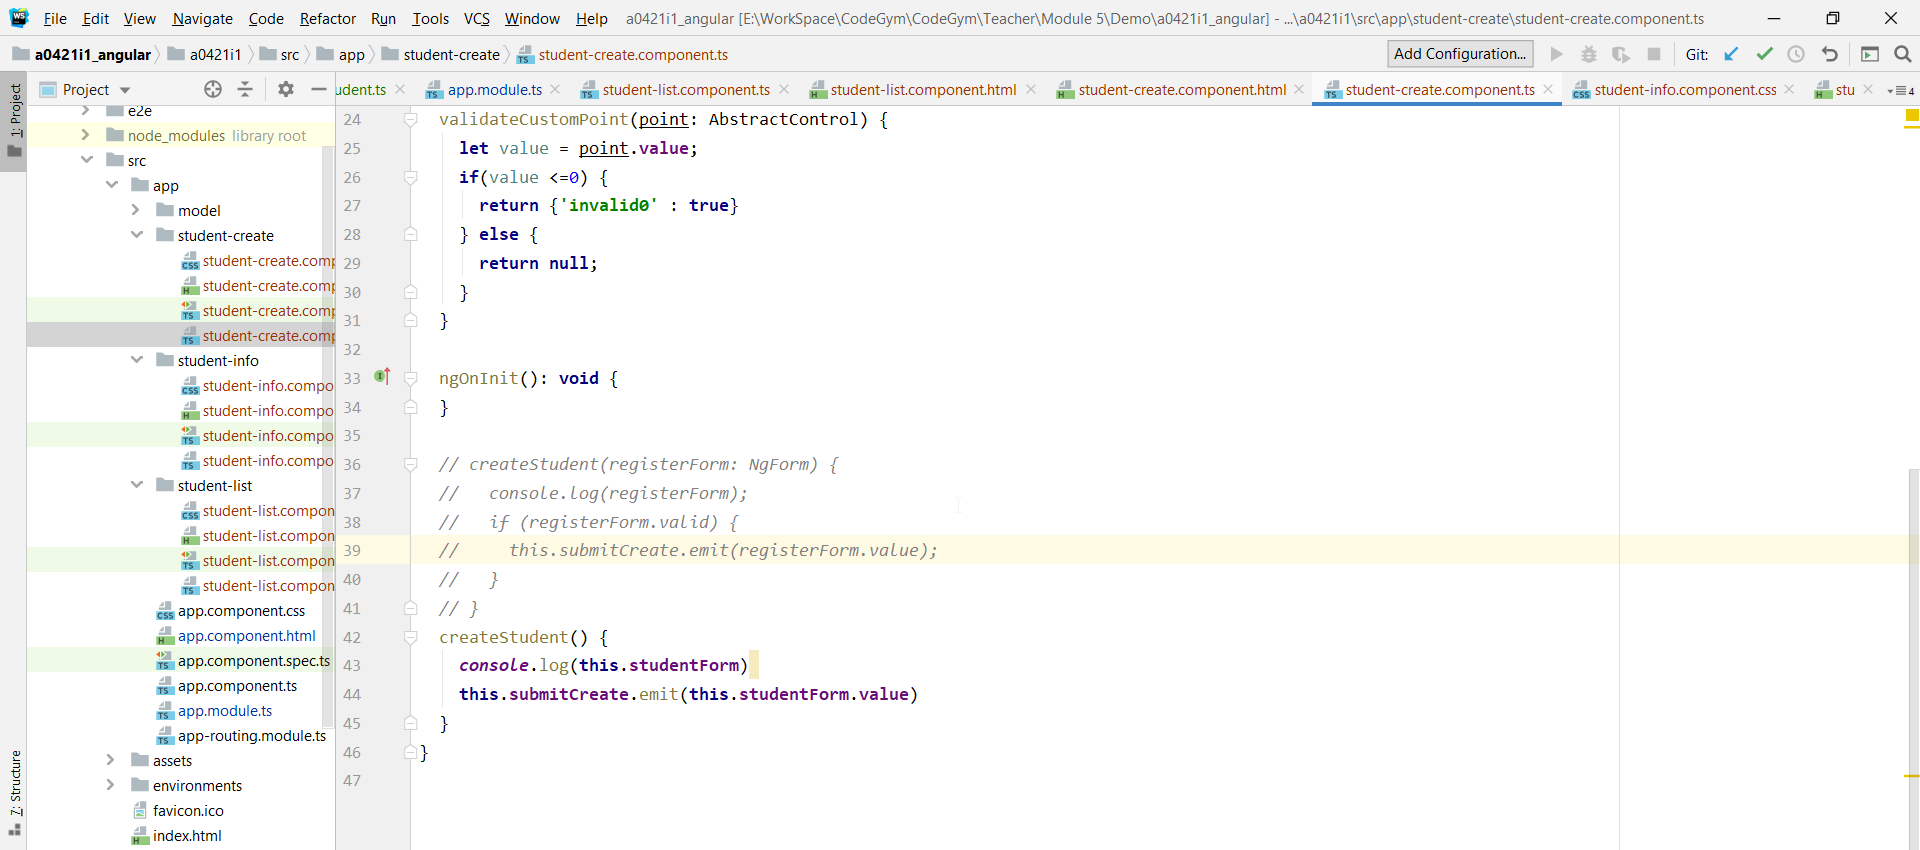 File Edit View Navigate Code Refactor Run Tools VCS Window Help a0421i1_angular [E:\WorkSpace\CodeGym\CodeGym\Teacher\Module 5\Demo\a0421i1_angular] - ...\a0421i1\src\app\student-create\student-create.component.ts
a0421i1_angular a0421i1 src app student-create student-create.component.ts Add Configuration... Git:
Project udent.ts app.module.ts student-list.component.ts student-list.component.html student-create.component.html student-create.component.ts student-info.component.css stu 4
1: Project
7: Structure
e2e
node_modules library root
src
app
model
student-create
student-create.comp
student-create.comp
student-create.comp
student-create.comp
student-info
student-info.compo
student-info.compo
student-info.compo
student-info.compo
student-list
student-list.compon
student-list.compon
student-list.compon
student-list.compon
app.component.css
app.component.html
app.component.spec.ts
app.component.ts
app.module.ts
app-routing.module.ts
assets
environments
favicon.ico
index.html
24 validateCustomPoint(point: AbstractControl) {
25 let value = point.value;
26 if(value <=0) {
27 return {'invalid0' : true}
28 } else {
29 return null;
30 }
31 }
32
33 ngOnInit(): void {
34 }
35
36 // createStudent(registerForm: NgForm) {
37 // console.log(registerForm);
38 // if (registerForm.valid) {
39 // this.submitCreate.emit(registerForm.value);
40 // }
41 // }
42 createStudent() {
43 console.log(this.studentForm)
44 this.submitCreate.emit(this.studentForm.value)
45 }
46 }
47